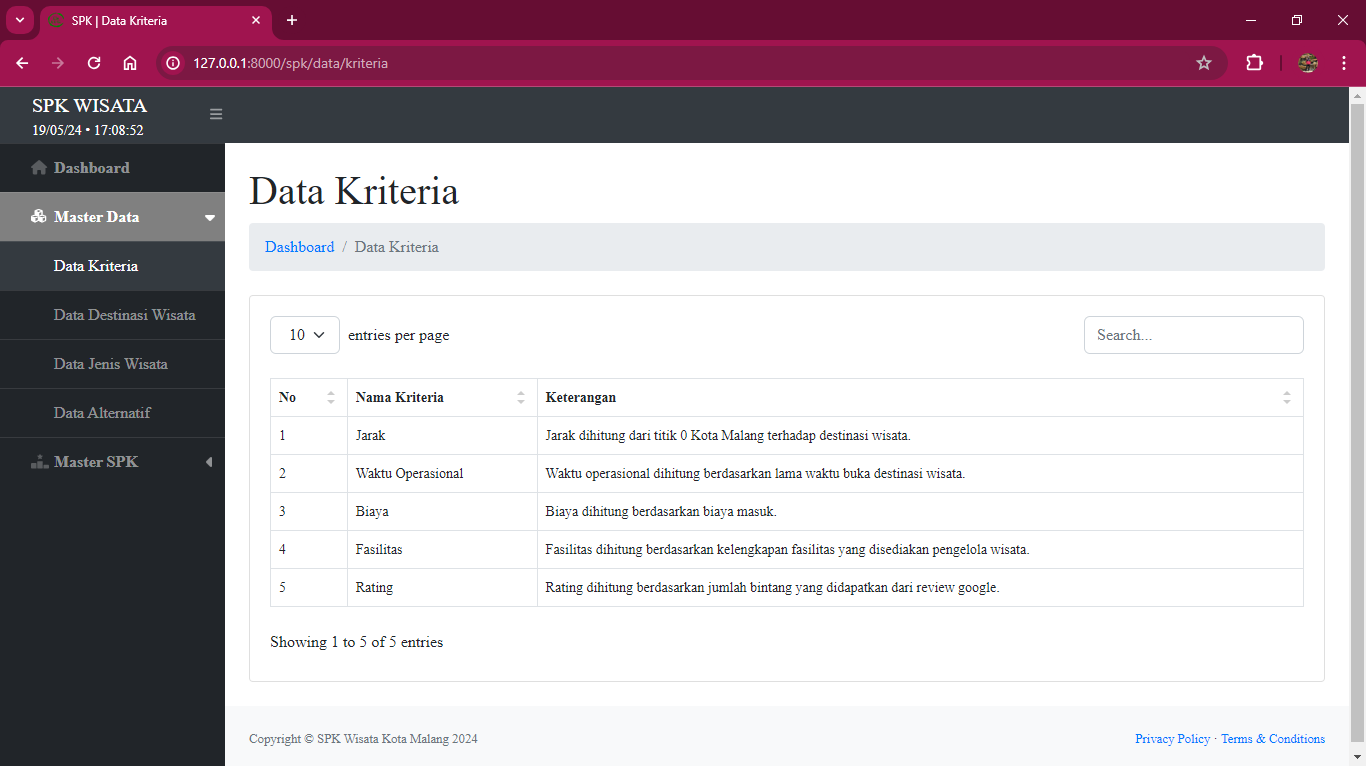 SPK | Data Kriteria
127.0.0.1:8000/spk/data/kriteria
SPK WISATA
19/05/24 • 17:08:52
Dashboard
Master Data
Data Kriteria
Data Destinasi Wisata
Data Jenis Wisata
Data Alternatif
Master SPK
Data Kriteria
Dashboard / Data Kriteria
10 entries per page Search...
No Nama Kriteria Keterangan
1 Jarak Jarak dihitung dari titik 0 Kota Malang terhadap destinasi wisata.
2 Waktu Operasional Waktu operasional dihitung berdasarkan lama waktu buka destinasi wisata.
3 Biaya Biaya dihitung berdasarkan biaya masuk.
4 Fasilitas Fasilitas dihitung berdasarkan kelengkapan fasilitas yang disediakan pengelola wisata.
5 Rating Rating dihitung berdasarkan jumlah bintang yang didapatkan dari review google.
Showing 1 to 5 of 5 entries
Copyright © SPK Wisata Kota Malang 2024 Privacy Policy · Terms & Conditions